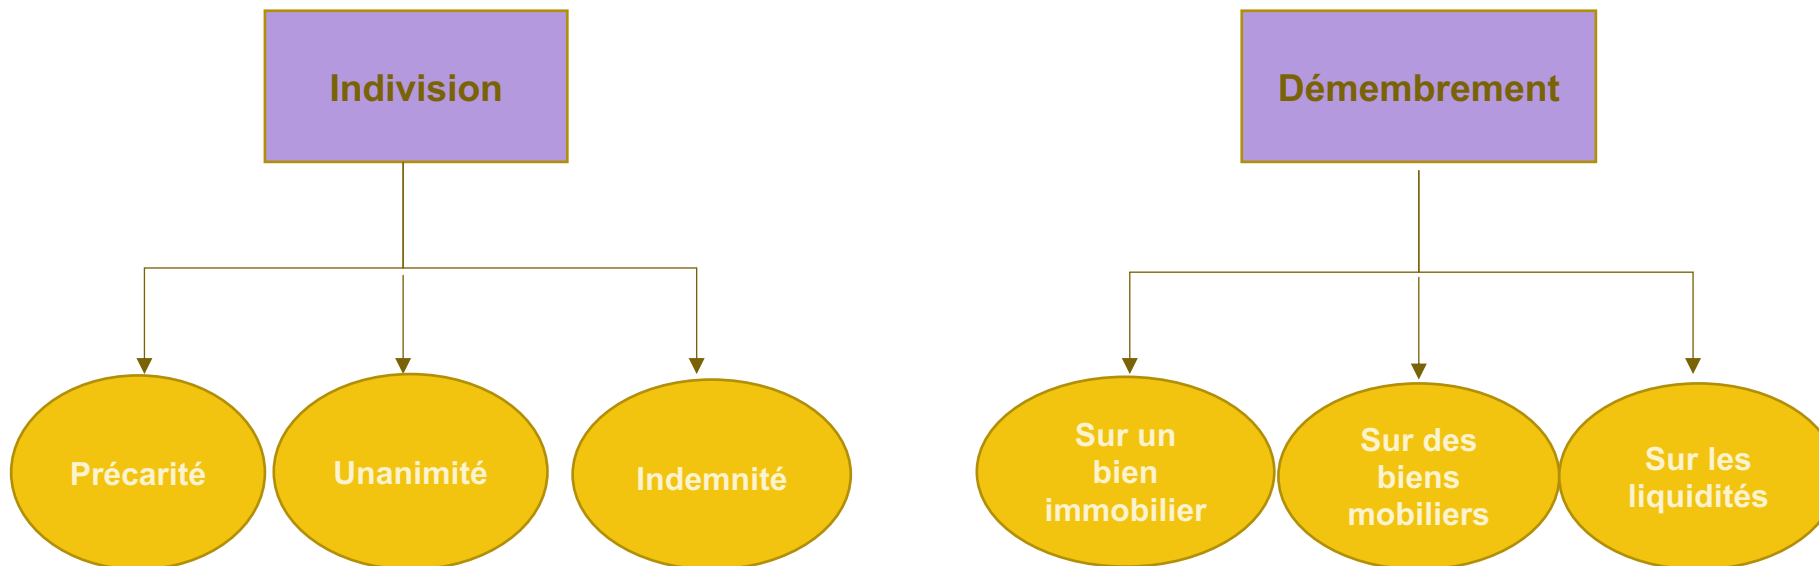 Indivision
Démembrement
Précarité
Unanimité
Indemnité
Sur un
bien
immobilier
Sur des
biens
mobiliers
Sur les
liquidités